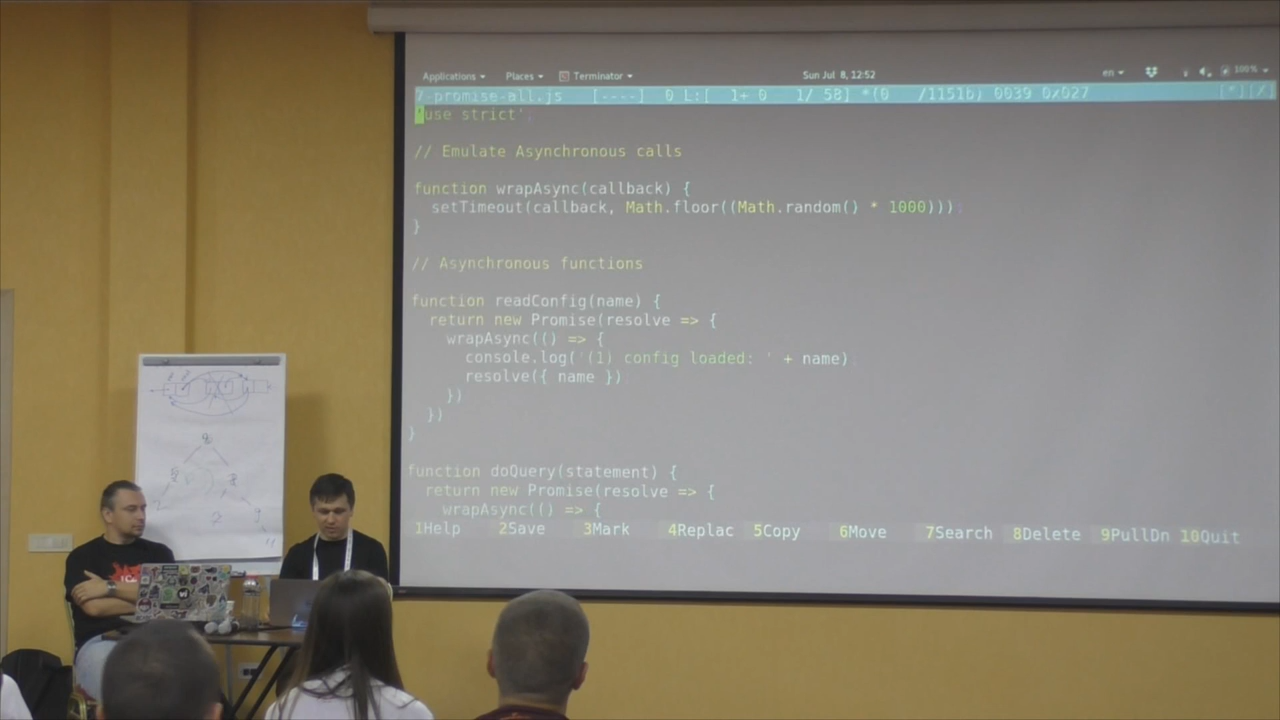 Applications Places Terminator Sun Jul 8, 12:52 en 100%
7-promise-all.js [----] 0 L:[ 1+ 0 1/ 58] *(0 /1151b) 0039 0x027 [*][X]
'use strict';
// Emulate Asynchronous calls
function wrapAsync(callback) {
setTimeout(callback, Math.floor((Math.random() * 1000)));
}
// Asynchronous functions
function readConfig(name) {
return new Promise(resolve => {
wrapAsync(() => {
console.log('(1) config loaded: ' + name);
resolve({ name });
})
})
}
function doQuery(statement) {
return new Promise(resolve => {
wrapAsync(() => {
1Help 2Save 3Mark 4Replac 5Copy 6Move 7Search 8Delete 9PullDn 10Quit